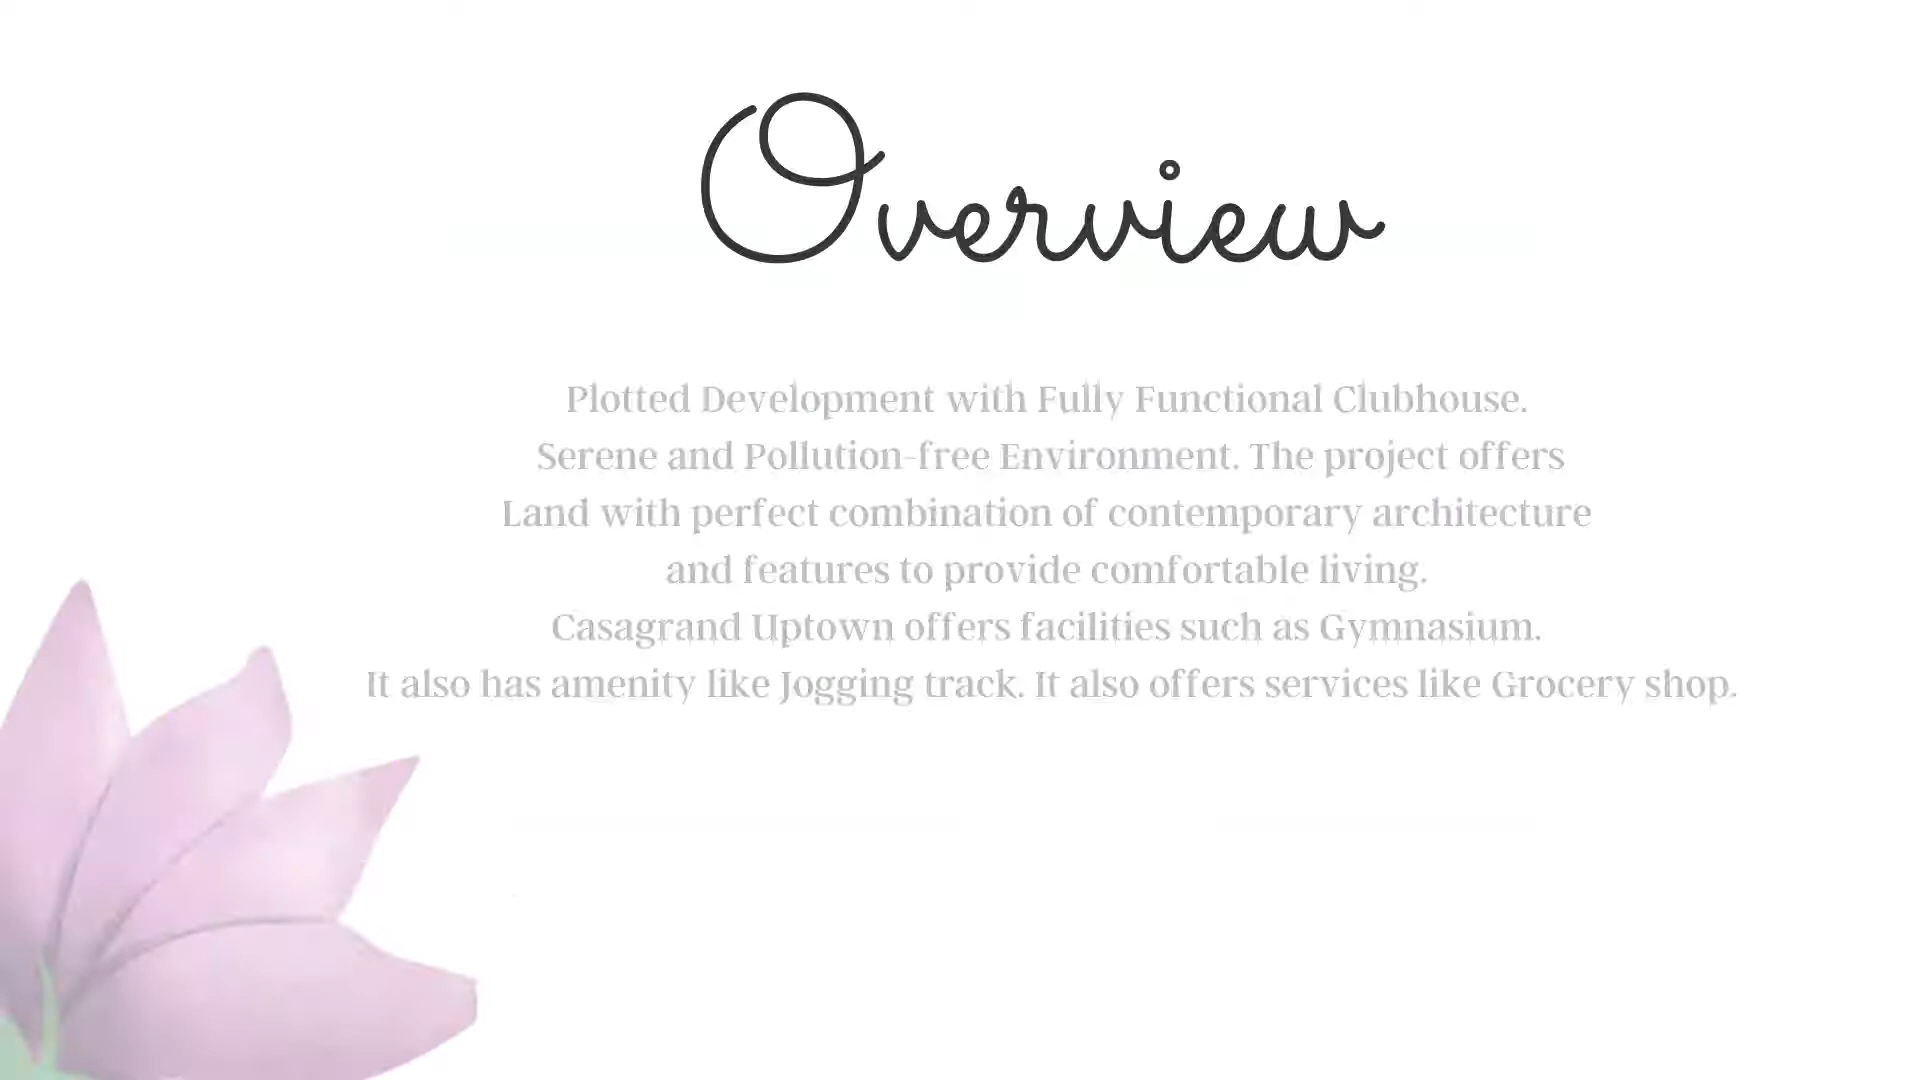 Overview
Plotted Development with Fully Functional Clubhouse.
Serene and Pollution-free Environment. The project offers
Land with perfect combination of contemporary architecture
and features to provide comfortable living.
Casagrand Uptown offers facilities such as Gymnasium.
It also has amenity like Jogging track. It also offers services like Grocery shop.